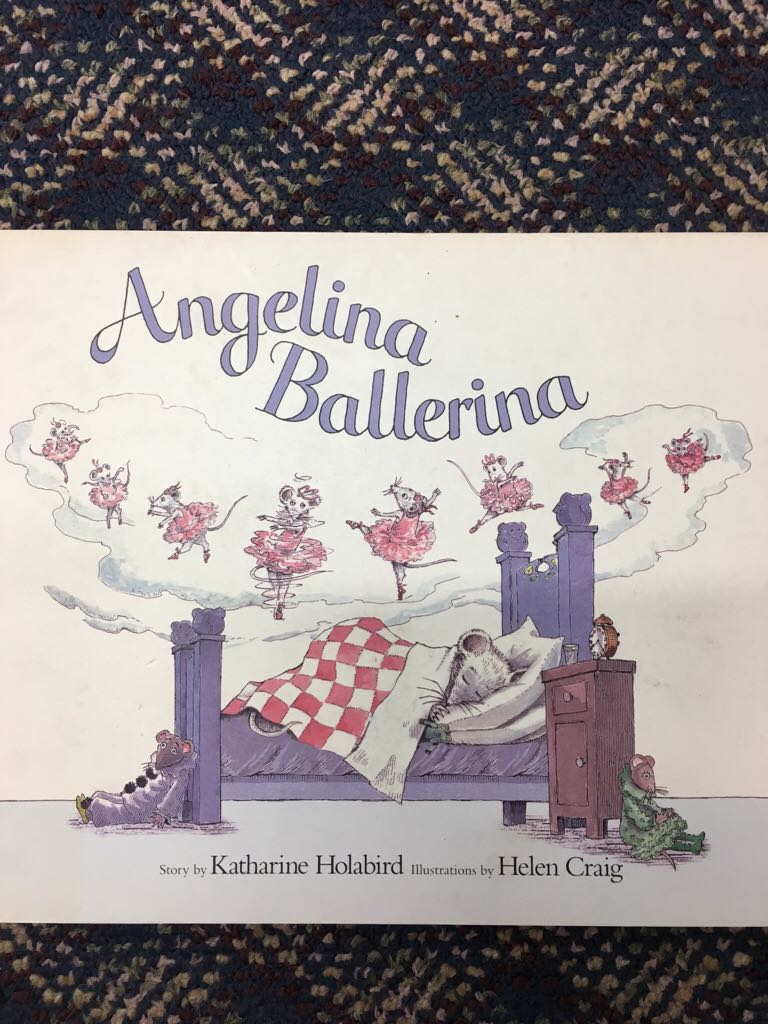 Angelina
Ballerina
Story by Katharine Holabird Illustrations by Helen Craig